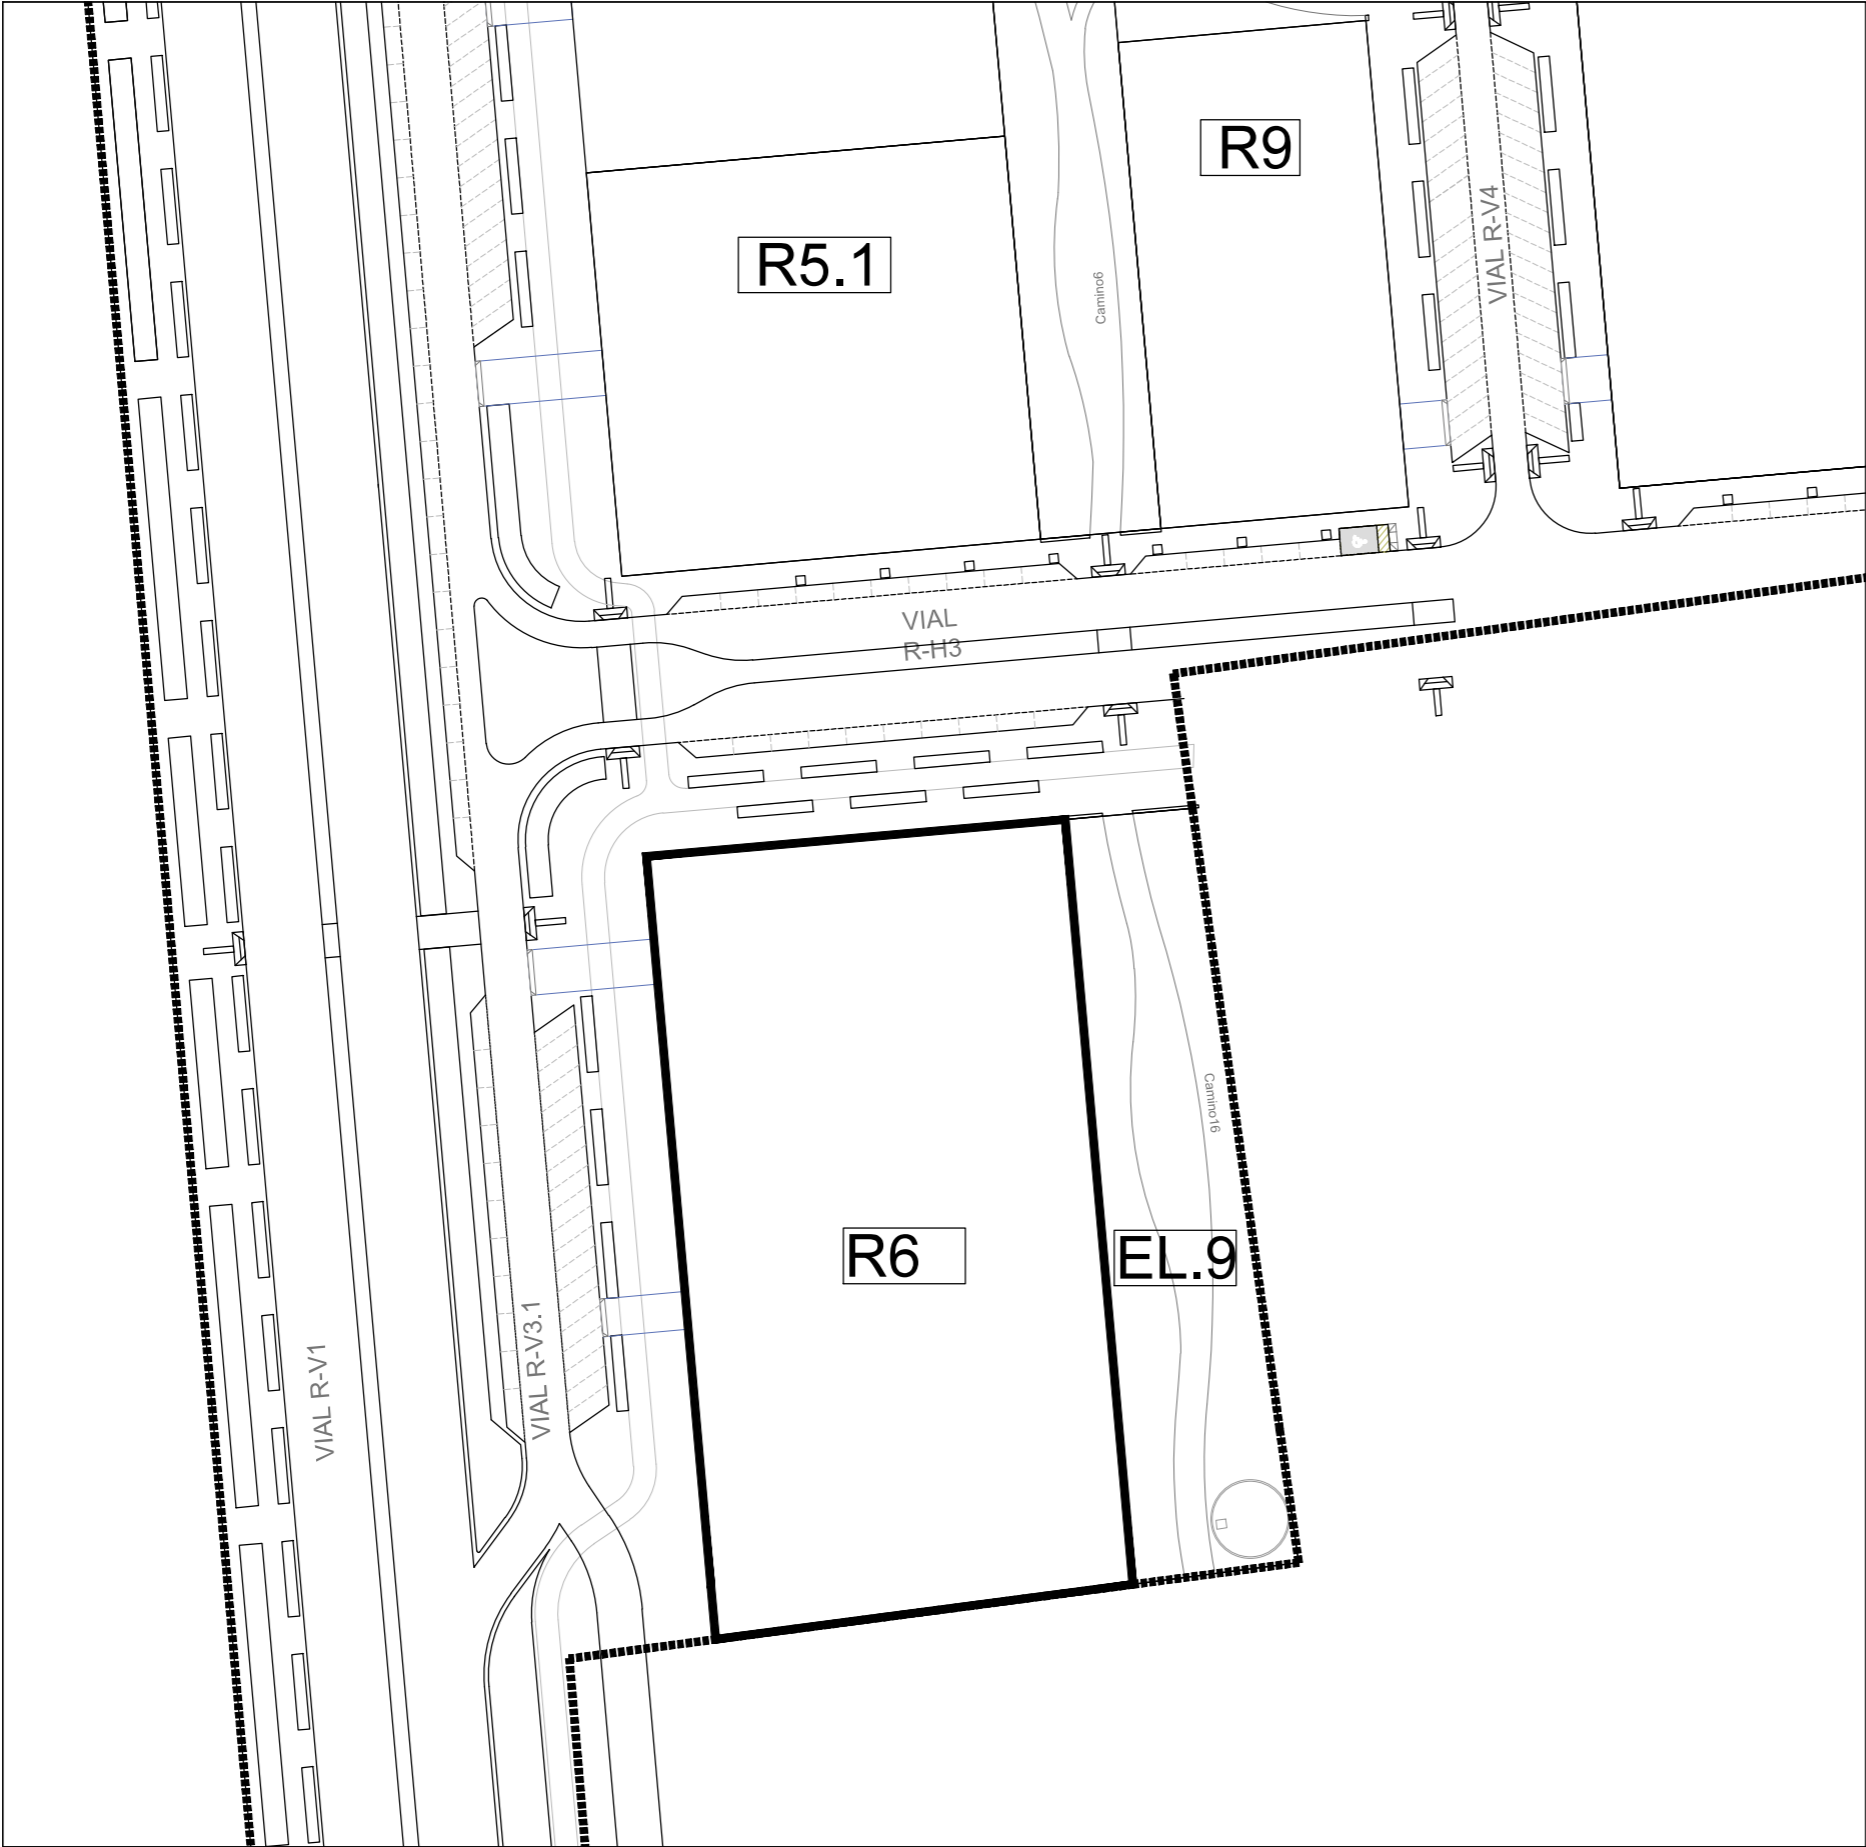 R9
VIAL R-V4
R5.1
Camino6
VIAL
R-H3
Camino16
R6
EL.9
VIAL R-V3.1
VIAL R-V1